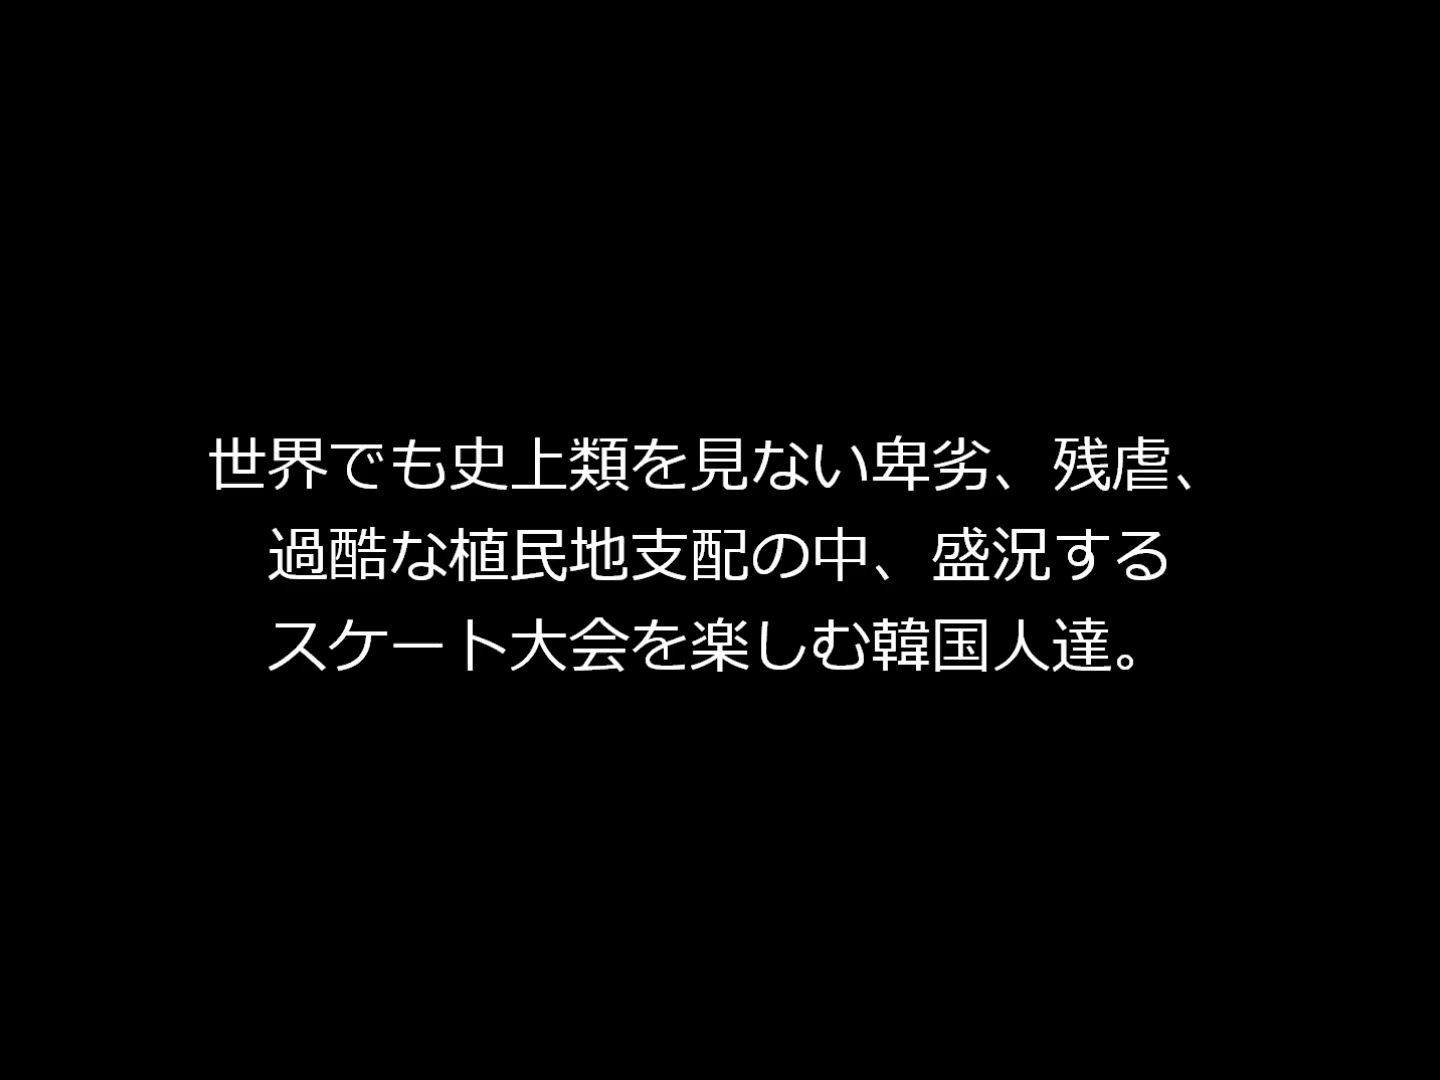 世界でも史上類を見ない卑劣、残虐、
過酷な植民地支配の中、盛況する
スケート大会を楽しむ韓国人達。